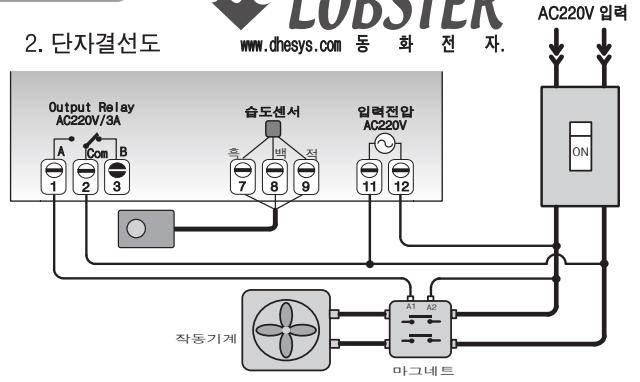 LOBSTER
AC220V 입력
2. 단자결선도
www.dhesys.com 동 화 전 자.
Output Relay
AC220V/3A
습도센서
입력전압
AC220V
A
Com
B
흑
백
적
ON
1
2
3
7
8
9
11
12
A1
A2
작동기계
마그네트